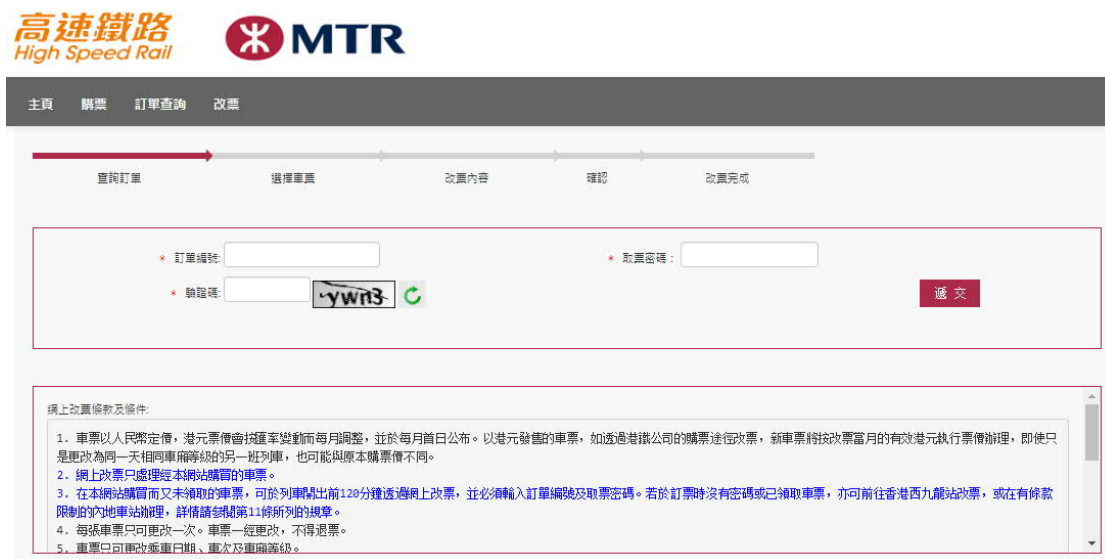 高速鐵路
High Speed Rail
MTR
主頁 購票 訂單查詢 改票
查詢訂單 選擇車票 改票內容 確認 改票完成
* 訂單編號: * 取票密碼：
* 驗證碼: ywn3 遞交
網上改票條款及條件:
1. 車票以人民幣定價，港元票價會按匯率變動而每月調整，並於每月首日公布。以港元發售的車票，如透過港鐵公司的購票途徑改票，新車票將按改票當月的有效港元執行票價辦理，即使只
是更改為同一天相同車廂等級的另一班列車，也可能與原本購票價不同。
2. 網上改票只處理經本網站購買的車票。
3. 在本網站購買而又未領取的車票，可於列車開出前120分鐘透過網上改票，並必須輸入訂單編號及取票密碼。若於訂票時沒有密碼或已領取車票，亦可前往香港西九龍站改票，或在有條款
限制的內地車站辦理，詳情請參閱第11條所列的規章。
4. 每張車票只可更改一次。車票一經更改，不得退票。
5. 車票只可更改乘車日期、車次及車廂等級。